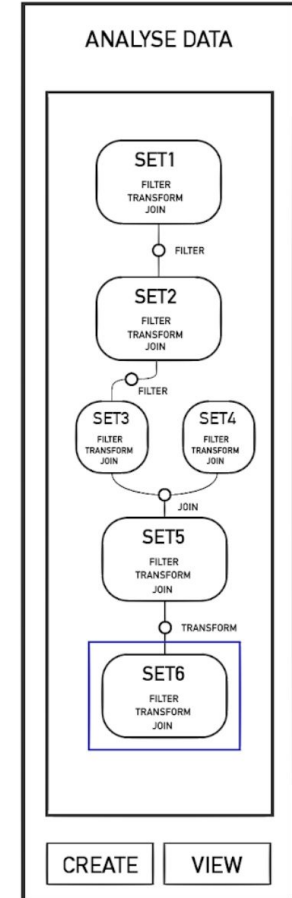 ANALYSE DATA
SET1
FILTER
TRANSFORM
JOIN
FILTER
SET2
FILTER
TRANSFORM
JOIN
FILTER
SET3
FILTER
TRANSFORM
JOIN
SET4
FILTER
TRANSFORM
JOIN
JOIN
SET5
FILTER
TRANSFORM
JOIN
TRANSFORM
SET6
FILTER
TRANSFORM
JOIN
CREATE
VIEW